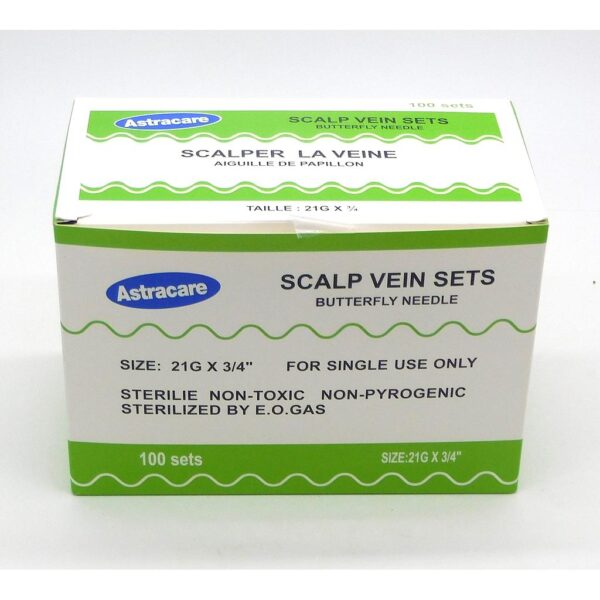 100 sets
Astracare
SCALP VEIN SETS
BUTTERFLY NEEDLE
SCALPER LA VEINE
AIGUILLE DE PAPILLON
TAILLE : 21G X ¾
Astracare
SCALP VEIN SETS
BUTTERFLY NEEDLE
SIZE: 21G X 3/4" FOR SINGLE USE ONLY
STERILIE NON-TOXIC NON-PYROGENIC
STERILIZED BY E.O.GAS
100 sets SIZE:21G X 3/4"